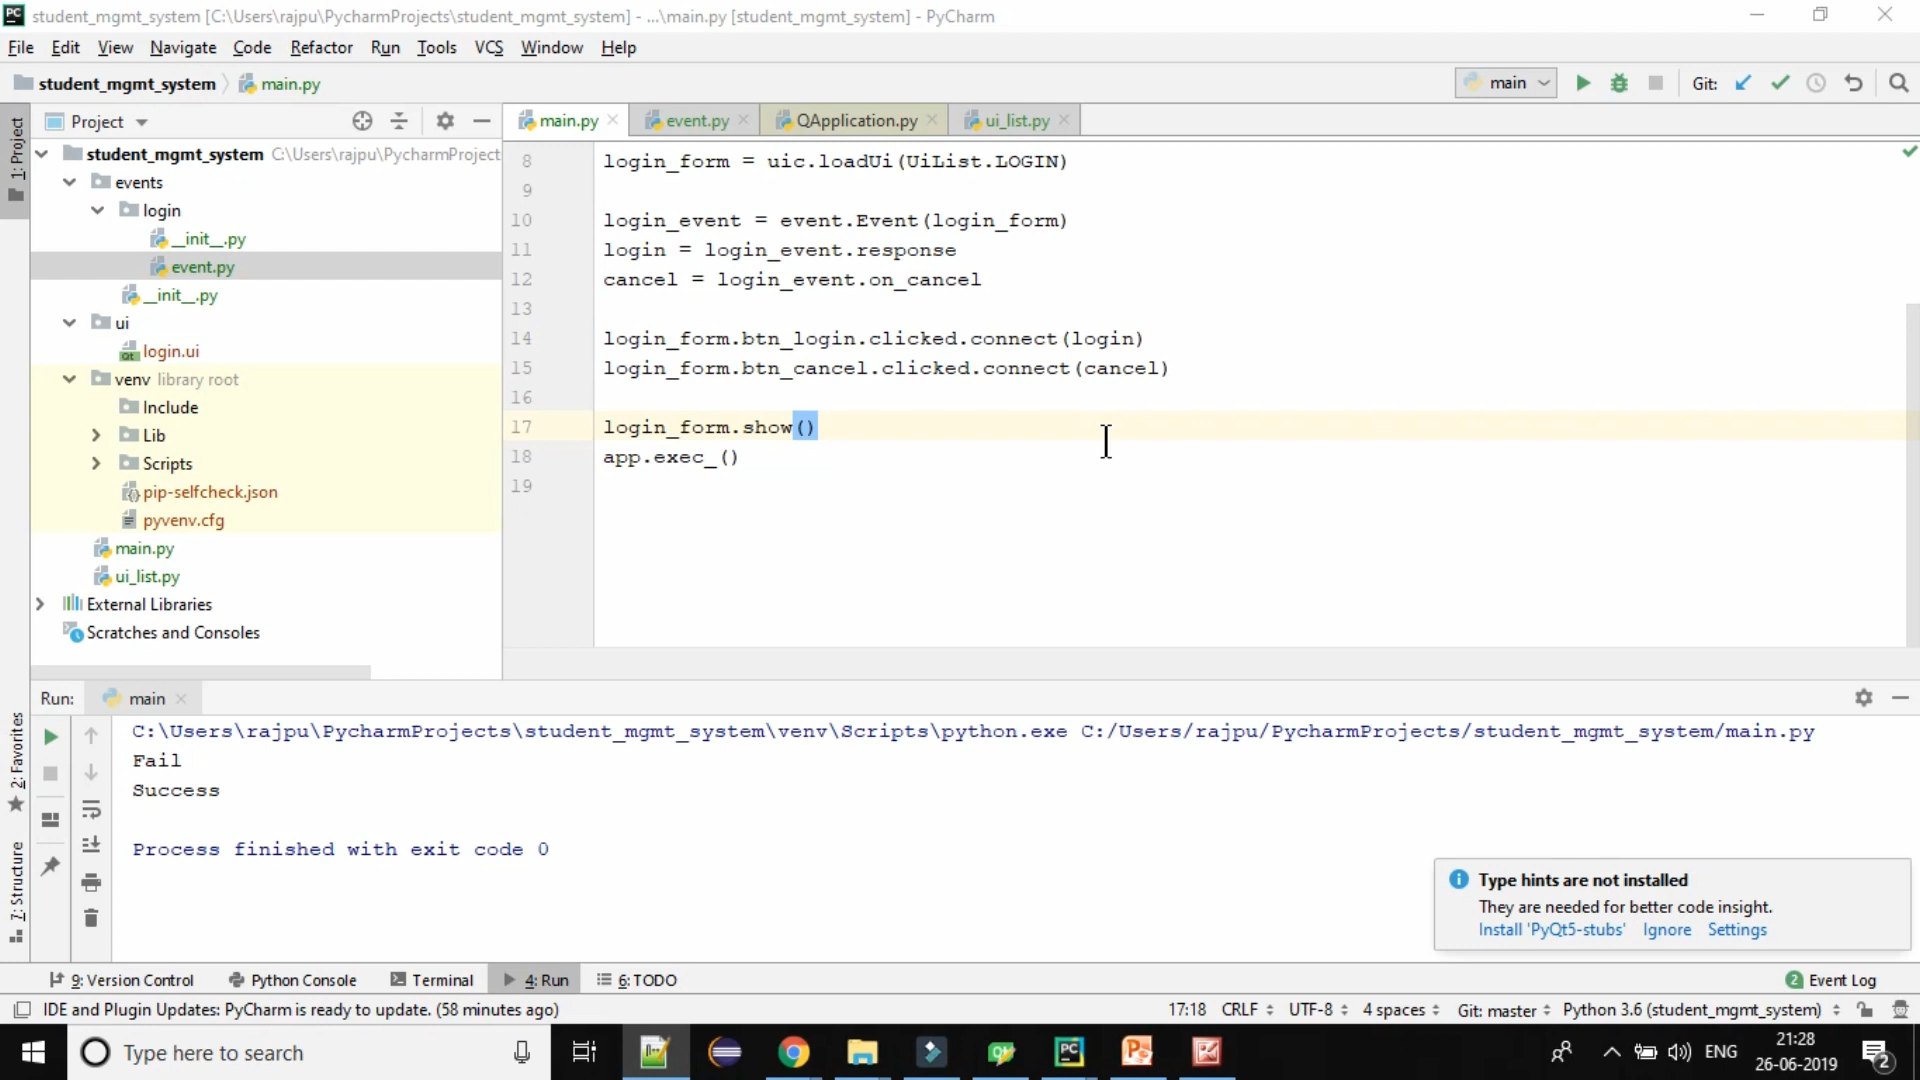 student_mgmt_system [C:\Users\rajpu\PycharmProjects\student_mgmt_system] - ...\main.py [student_mgmt_system] - PyCharm
File Edit View Navigate Code Refactor Run Tools VCS Window Help
student_mgmt_system main.py
main Git:
Project
main.py event.py QApplication.py ui_list.py
1: Project
student_mgmt_system C:\Users\rajpu\PycharmProject
events
login
__init__.py
event.py
__init__.py
ui
login.ui
venv library root
Include
Lib
Scripts
pip-selfcheck.json
pyvenv.cfg
main.py
ui_list.py
External Libraries
Scratches and Consoles
8 login_form = uic.loadUi(UiList.LOGIN)
9
10 login_event = event.Event(login_form)
11 login = login_event.response
12 cancel = login_event.on_cancel
13
14 login_form.btn_login.clicked.connect(login)
15 login_form.btn_cancel.clicked.connect(cancel)
16
17 login_form.show()
18 app.exec_()
19
Run: main
C:\Users\rajpu\PycharmProjects\student_mgmt_system\venv\Scripts\python.exe C:/Users/rajpu/PycharmProjects/student_mgmt_system/main.py
Fail
Success
Process finished with exit code 0
2: Favorites
7: Structure
Type hints are not installed
They are needed for better code insight.
Install 'PyQt5-stubs' Ignore Settings
9: Version Control Python Console Terminal 4: Run 6: TODO 2 Event Log
IDE and Plugin Updates: PyCharm is ready to update. (58 minutes ago) 17:18 CRLF UTF-8 4 spaces Git: master Python 3.6 (student_mgmt_system)
Type here to search
ENG
21:28
26-06-2019
2